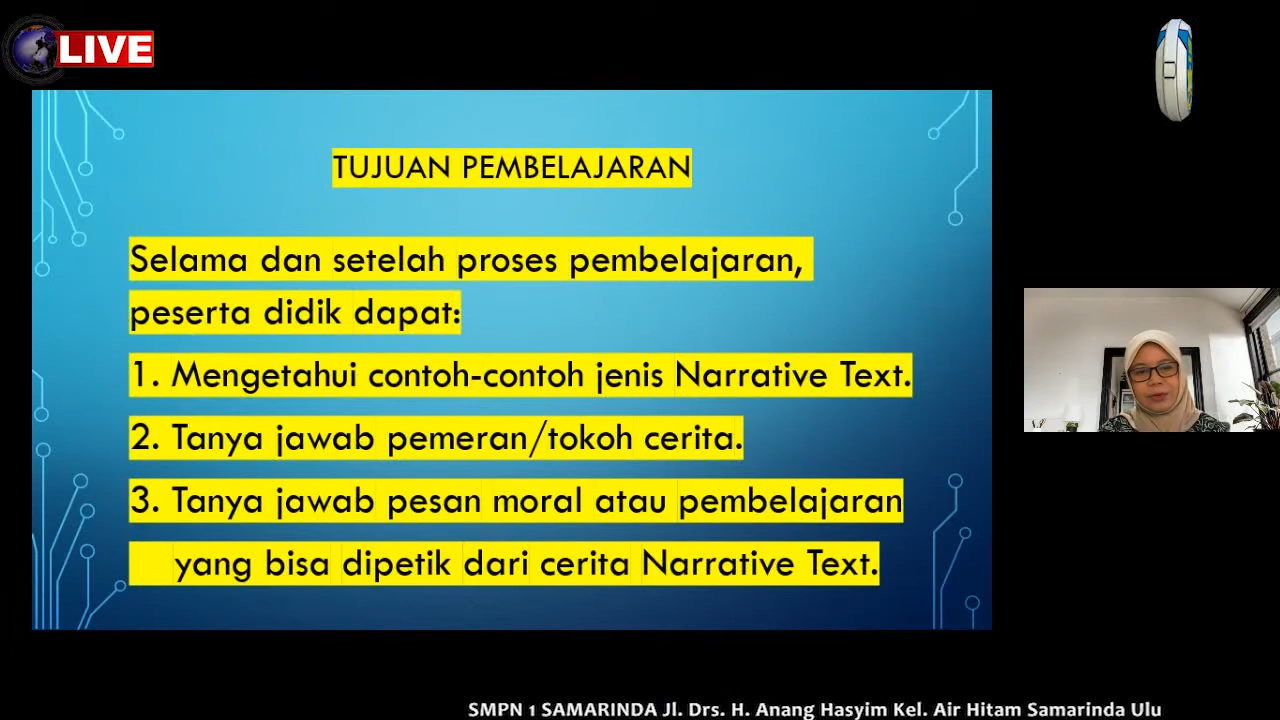 LIVE
TUJUAN PEMBELAJARAN
Selama dan setelah proses pembelajaran,
peserta didik dapat:
1. Mengetahui contoh-contoh jenis Narrative Text.
2. Tanya jawab pemeran/tokoh cerita.
3. Tanya jawab pesan moral atau pembelajaran
yang bisa dipetik dari cerita Narrative Text.
SMPN 1 SAMARINDA Jl. Drs. H. Anang Hasyim Kel. Air Hitam Samarinda Ulu